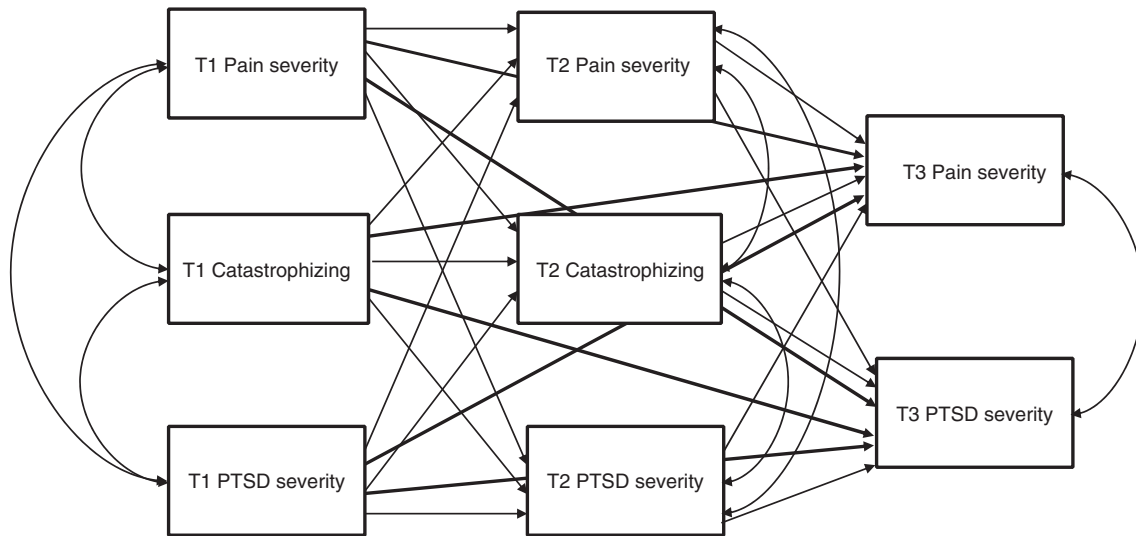 T1 Pain severity
T2 Pain severity
T3 Pain severity
T1 Catastrophizing
T2 Catastrophizing
T3 PTSD severity
T1 PTSD severity
T2 PTSD severity